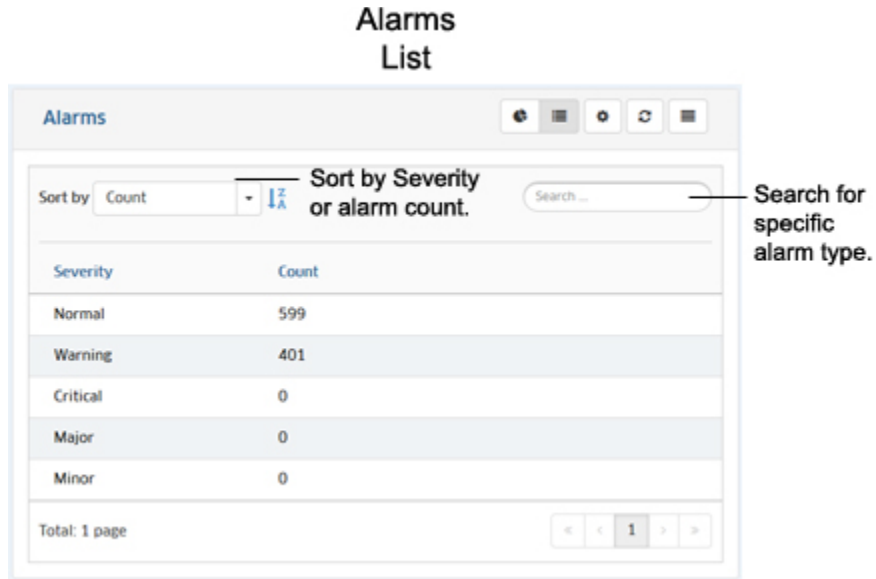 Alarms
List
Alarms
Sort by Count
Sort by Severity
or alarm count.
Search ...
Search for
specific
alarm type.
Severity Count
Normal 599
Warning 401
Critical 0
Major 0
Minor 0
Total: 1 page
« < 1 > »